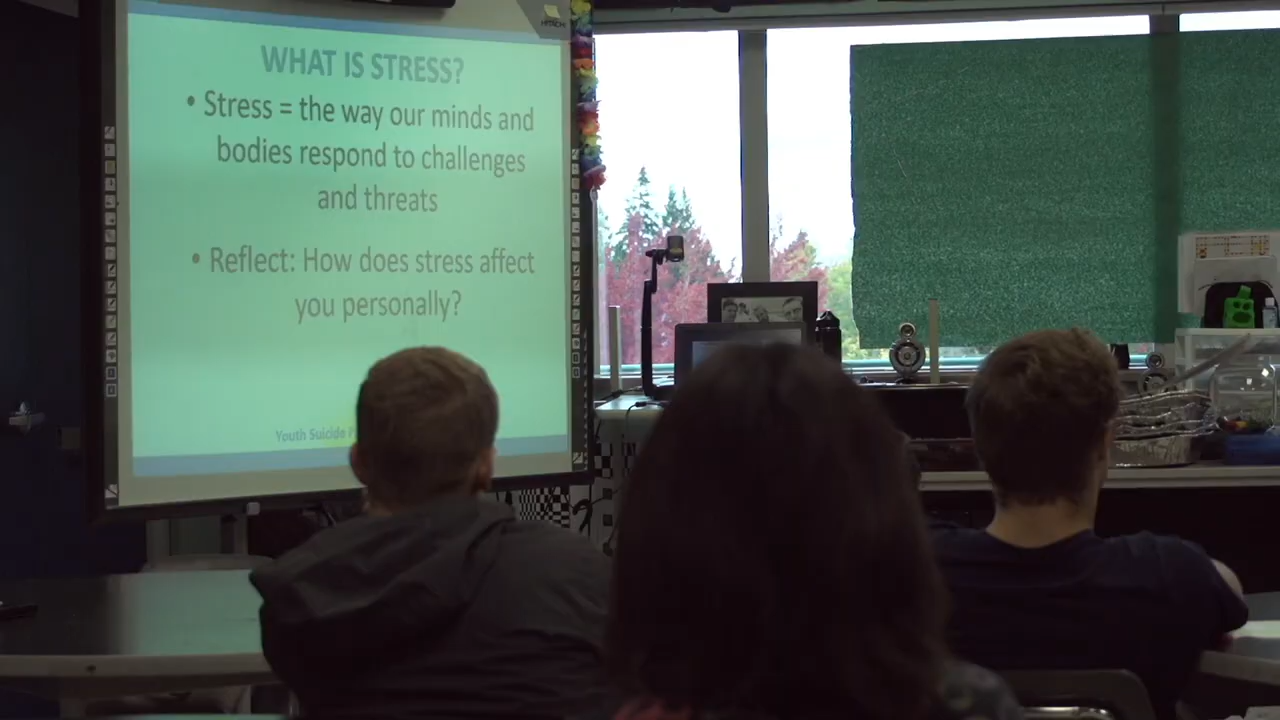 HITACHI
WHAT IS STRESS?
• Stress = the way our minds and
bodies respond to challenges
and threats
• Reflect: How does stress affect
you personally?
Youth Suicide